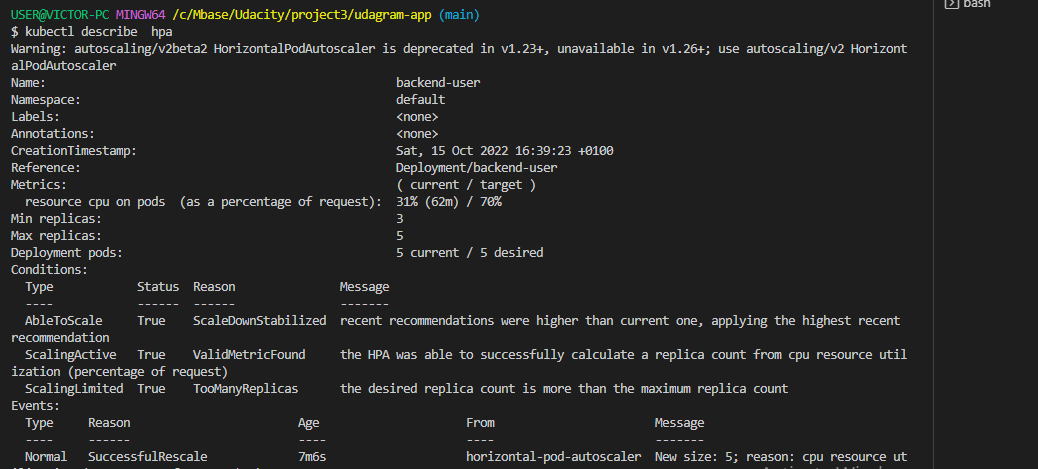 USER@VICTOR-PC MINGW64 /c/Mbase/Udacity/project3/udagram-app (main)
bash
$ kubectl describe  hpa
Warning: autoscaling/v2beta2 HorizontalPodAutoscaler is deprecated in v1.23+, unavailable in v1.26+; use autoscaling/v2 Horizont
alPodAutoscaler
Name:                                                  backend-user
Namespace:                                             default
Labels:                                                <none>
Annotations:                                           <none>
CreationTimestamp:                                     Sat, 15 Oct 2022 16:39:23 +0100
Reference:                                             Deployment/backend-user
Metrics:                                               ( current / target )
  resource cpu on pods  (as a percentage of request):  31% (62m) / 70%
Min replicas:                                          3
Max replicas:                                          5
Deployment pods:                                       5 current / 5 desired
Conditions:
  Type            Status  Reason             Message
  ----            ------  ------             -------
  AbleToScale     True    ScaleDownStabilized  recent recommendations were higher than current one, applying the highest recent
recommendation
  ScalingActive   True    ValidMetricFound     the HPA was able to successfully calculate a replica count from cpu resource util
ization (percentage of request)
  ScalingLimited  True    TooManyReplicas      the desired replica count is more than the maximum replica count
Events:
  Type     Reason                        Age                     From                       Message
  ----     ------                        ----                    ----                       -------
  Normal   SuccessfulRescale             7m6s                    horizontal-pod-autoscaler  New size: 5; reason: cpu resource ut